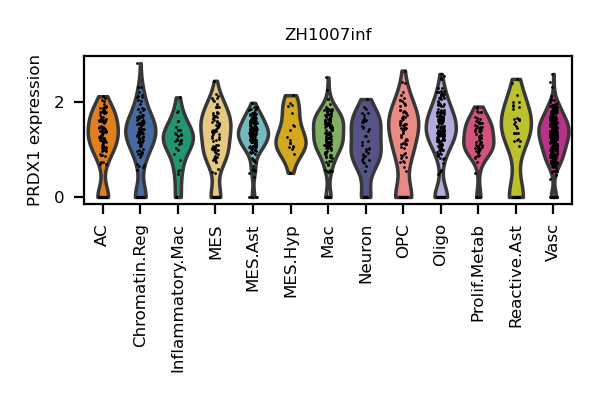 ZH1007inf
PRDX1 expression
2
0
AC
Chromatin.Reg
Inflammatory.Mac
MES
MES.Ast
MES.Hyp
Mac
Neuron
OPC
Oligo
Prolif.Metab
Reactive.Ast
Vasc